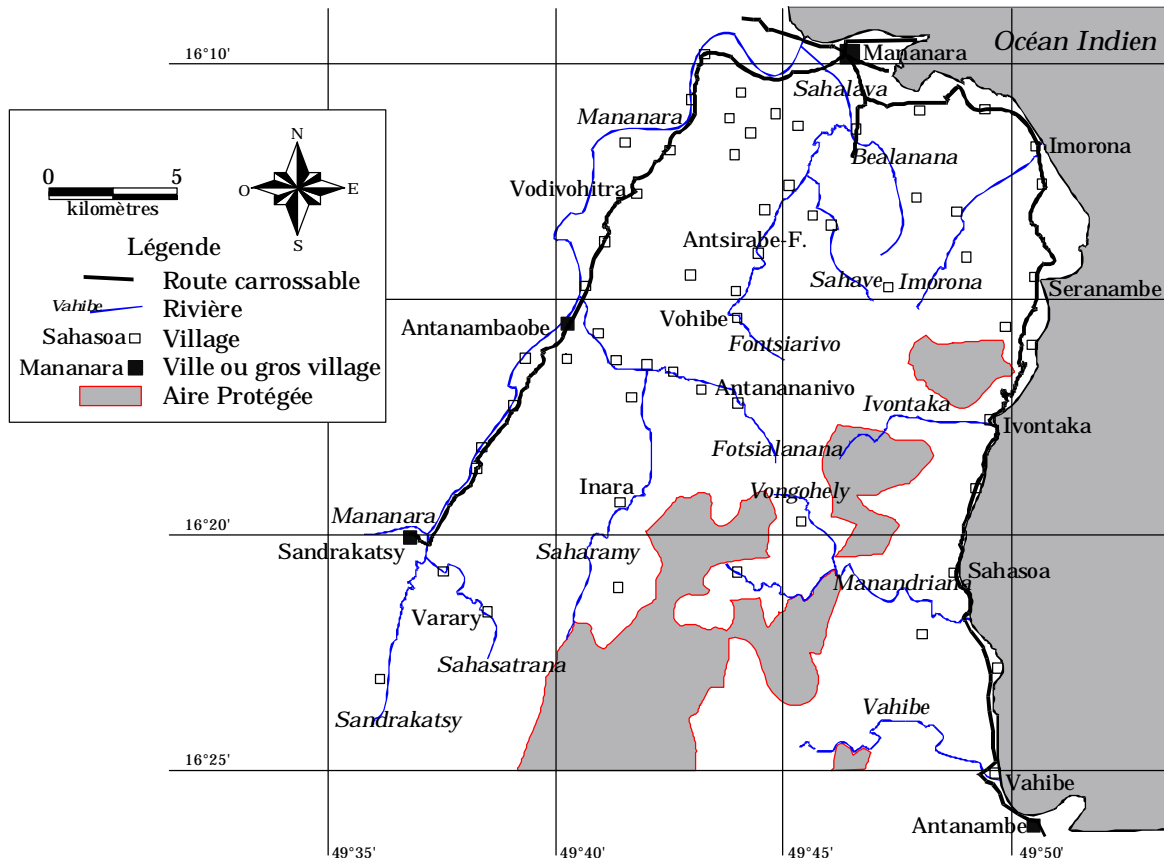 Océan Indien
16°10'
Mananara
Sahalava
Mananara
Bealanana
Imorona
N
O
E
S
0
5
kilomètres
Légende
Route carrossable
Vahibe
Rivière
Sahasoa
Village
Mananara
Ville ou gros village
Aire Protégée
Vodivohitra
Antsirabe-F.
Sahave
Imorona
Seranambe
Antanambaobe
Vohibe
Fontsiarivo
Antanananivo
Ivontaka
Ivontaka
Fotsialanana
Inara
Vongohely
Mananara
16°20'
Sandrakatsy
Saharamy
Manandriana
Sahasoa
Varary
Sahasatrana
Sandrakatsy
Vahibe
16°25'
Vahibe
Antanambe
49°35'
49°40'
49°45'
49°50'